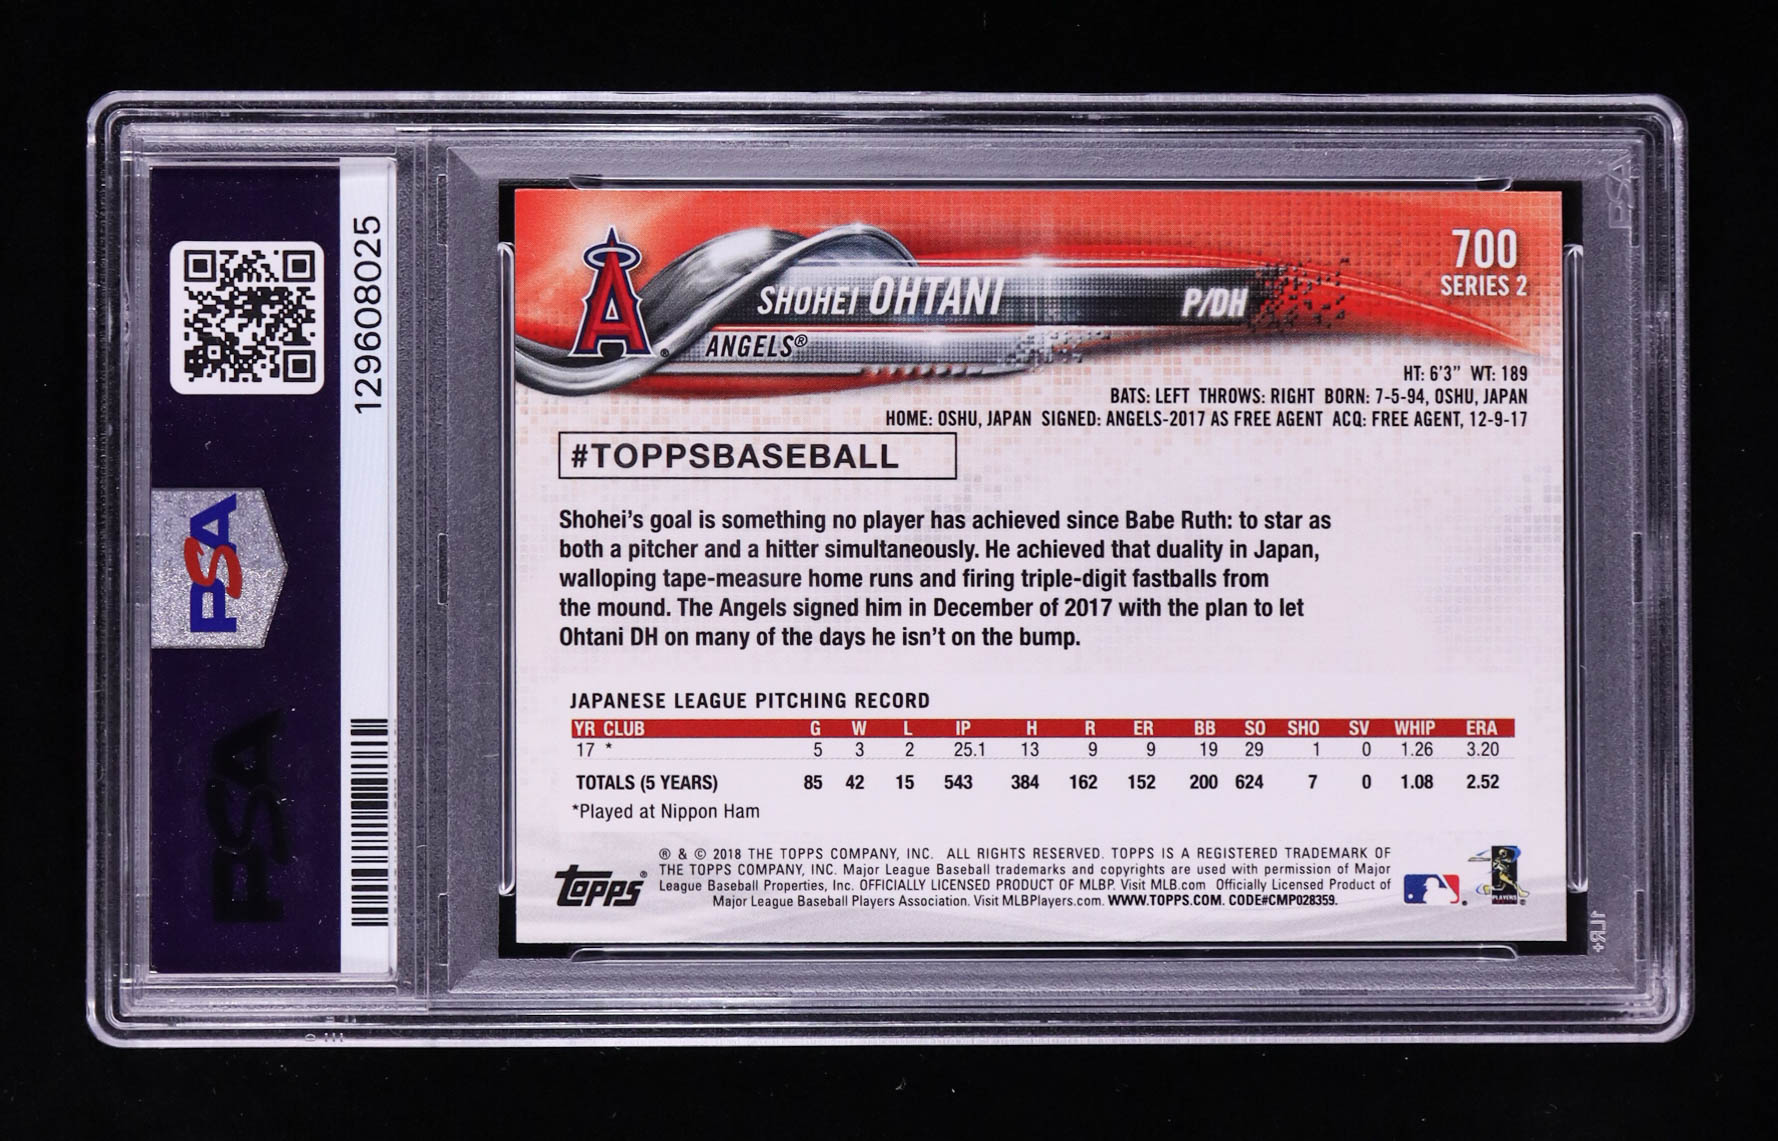 129608025
PSA
PSA
PSA
1LR+
700
SERIES 2
A
SHOHEI OHTANI P/DH
ANGELS®
HT: 6'3" WT: 189
BATS: LEFT THROWS: RIGHT BORN: 7-5-94, OSHU, JAPAN
HOME: OSHU, JAPAN SIGNED: ANGELS-2017 AS FREE AGENT ACQ: FREE AGENT, 12-9-17
#TOPPSBASEBALL
Shohei's goal is something no player has achieved since Babe Ruth: to star as
both a pitcher and a hitter simultaneously. He achieved that duality in Japan,
walloping tape-measure home runs and firing triple-digit fastballs from
the mound. The Angels signed him in December of 2017 with the plan to let
Ohtani DH on many of the days he isn't on the bump.
JAPANESE LEAGUE PITCHING RECORD
YR CLUB G W L IP H R ER BB SO SHO SV WHIP ERA
17 * 5 3 2 25.1 13 9 9 19 29 1 0 1.26 3.20
TOTALS (5 YEARS) 85 42 15 543 384 162 152 200 624 7 0 1.08 2.52
*Played at Nippon Ham
Topps®
® & © 2018 THE TOPPS COMPANY, INC. ALL RIGHTS RESERVED. TOPPS IS A REGISTERED TRADEMARK OF
THE TOPPS COMPANY, INC. Major League Baseball trademarks and copyrights are used with permission of Major
League Baseball Properties, Inc. OFFICIALLY LICENSED PRODUCT OF MLBP. Visit MLB.com Officially Licensed Product of
Major League Baseball Players Association. Visit MLBPlayers.com. WWW.TOPPS.COM. CODE#CMP028359.
PLAYERS